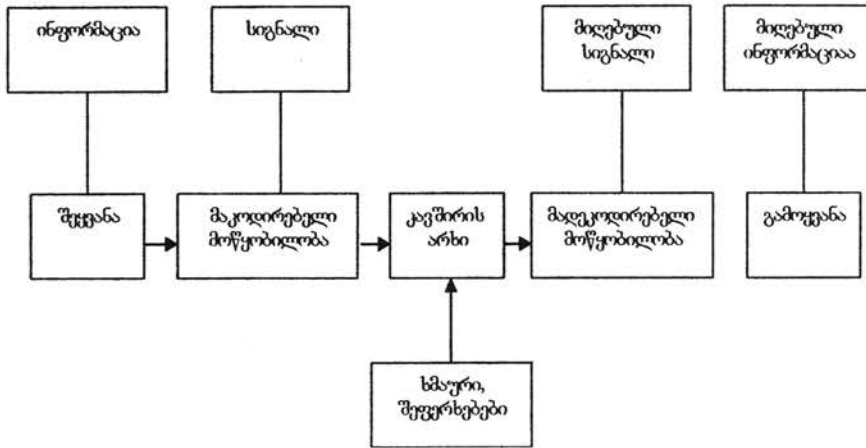 ინფორმაცია
სიგნალი
მიღებული
სიგნალი
მიღებული
ინფორმაციაა
შეყვანა
მაკოდირებელი
მოწყობილობა
კავშირის
არხი
მადეკოდირებელი
მოწყობილობა
გამოყვანა
ხმაური,
შეფერხებები